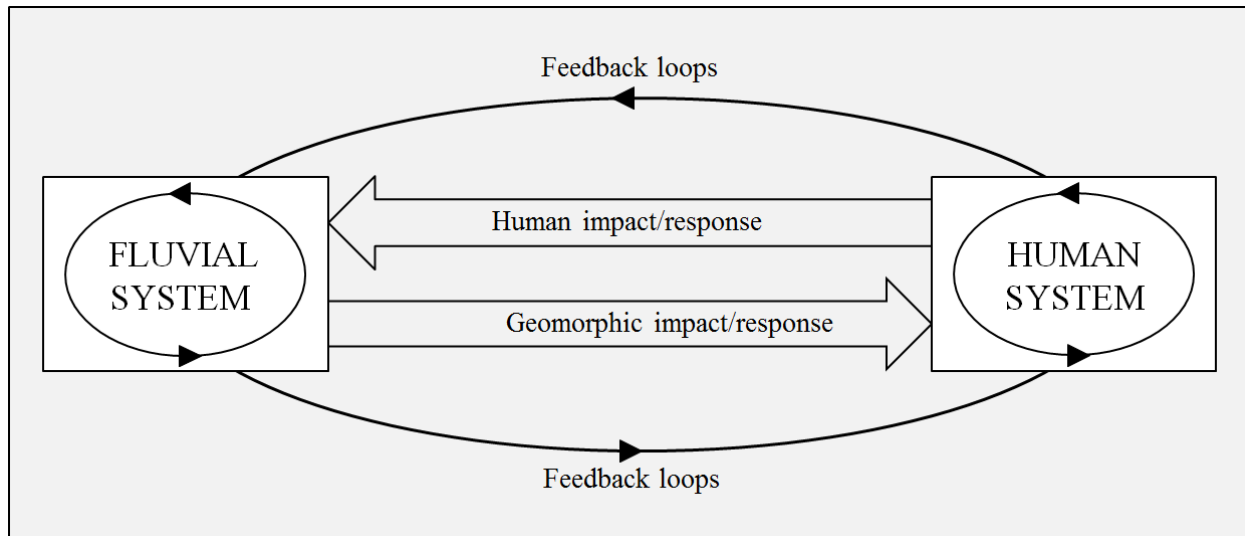 Feedback loops
Human impact/response
FLUVIAL
SYSTEM
HUMAN
SYSTEM
Geomorphic impact/response
Feedback loops